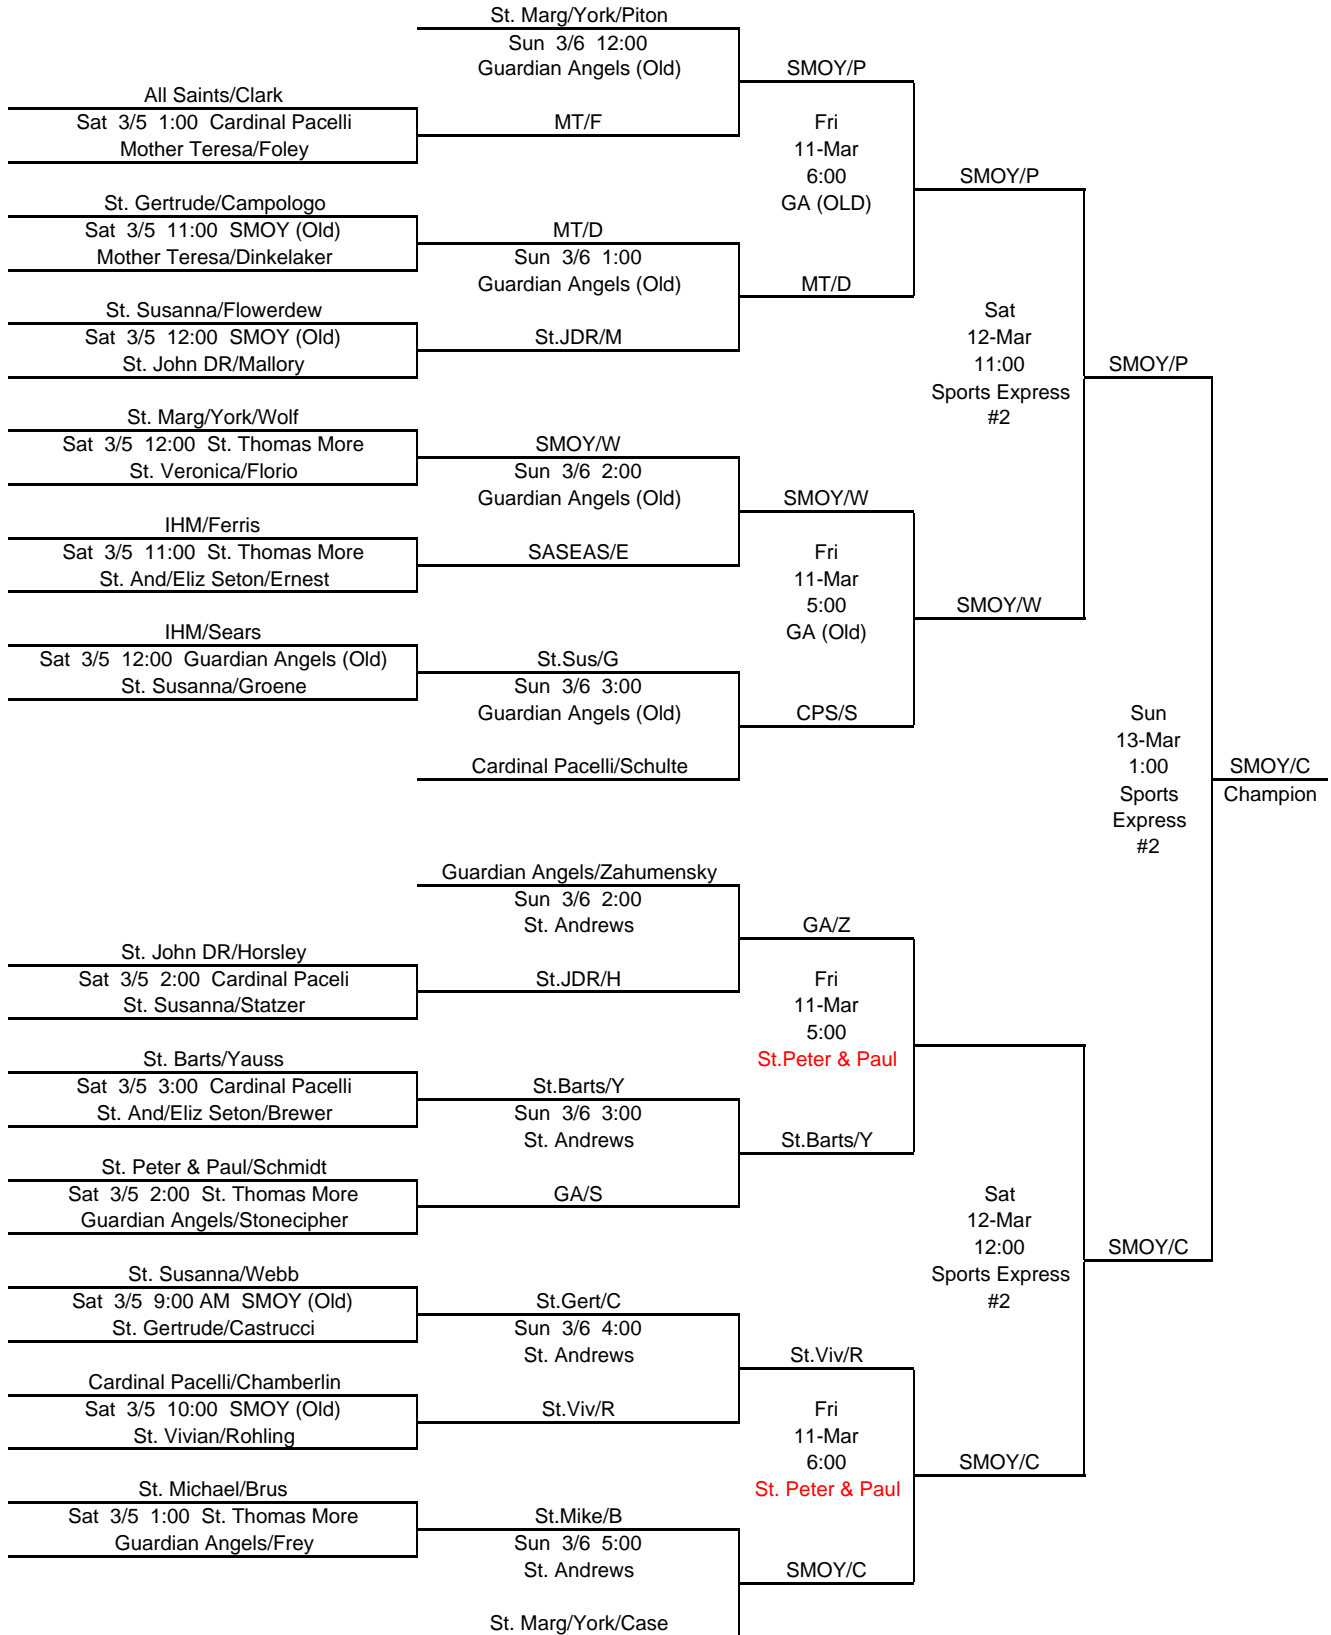 St. Marg/York/Piton
Sun 3/6 12:00
Guardian Angels (Old)
SMOY/P
All Saints/Clark
Sat 3/5 1:00 Cardinal Pacelli
MT/F
Fri
Mother Teresa/Foley
11-Mar
6:00
SMOY/P
St. Gertrude/Campologo
GA (OLD)
Sat 3/5 11:00 SMOY (Old)
MT/D
Mother Teresa/Dinkelaker
Sun 3/6 1:00
Guardian Angels (Old)
MT/D
St. Susanna/Flowerdew
Sat
Sat 3/5 12:00 SMOY (Old)
St.JDR/M
12-Mar
St. John DR/Mallory
11:00
SMOY/P
Sports Express
St. Marg/York/Wolf
#2
Sat 3/5 12:00 St. Thomas More
SMOY/W
St. Veronica/Florio
Sun 3/6 2:00
Guardian Angels (Old)
SMOY/W
IHM/Ferris
Sat 3/5 11:00 St. Thomas More
SASEAS/E
Fri
St. And/Eliz Seton/Ernest
11-Mar
5:00
SMOY/W
IHM/Sears
GA (Old)
Sat 3/5 12:00 Guardian Angels (Old)
St.Sus/G
St. Susanna/Groene
Sun 3/6 3:00
Guardian Angels (Old)
CPS/S
Sun
13-Mar
Cardinal Pacelli/Schulte
1:00
SMOY/C
Sports
Champion
Express
#2
Guardian Angels/Zahumensky
Sun 3/6 2:00
St. Andrews
GA/Z
St. John DR/Horsley
Sat 3/5 2:00 Cardinal Paceli
St.JDR/H
Fri
St. Susanna/Statzer
11-Mar
5:00
St. Barts/Yauss
St.Peter & Paul
Sat 3/5 3:00 Cardinal Pacelli
St.Barts/Y
St. And/Eliz Seton/Brewer
Sun 3/6 3:00
St. Andrews
St.Barts/Y
St. Peter & Paul/Schmidt
Sat 3/5 2:00 St. Thomas More
GA/S
Sat
Guardian Angels/Stonecipher
12-Mar
12:00
SMOY/C
St. Susanna/Webb
Sports Express
Sat 3/5 9:00 AM SMOY (Old)
St.Gert/C
#2
St. Gertrude/Castrucci
Sun 3/6 4:00
St. Andrews
St.Viv/R
Cardinal Pacelli/Chamberlin
Sat 3/5 10:00 SMOY (Old)
St.Viv/R
Fri
St. Vivian/Rohling
11-Mar
6:00
SMOY/C
St. Michael/Brus
St. Peter & Paul
Sat 3/5 1:00 St. Thomas More
St.Mike/B
Guardian Angels/Frey
Sun 3/6 5:00
St. Andrews
SMOY/C
St. Marg/York/Case